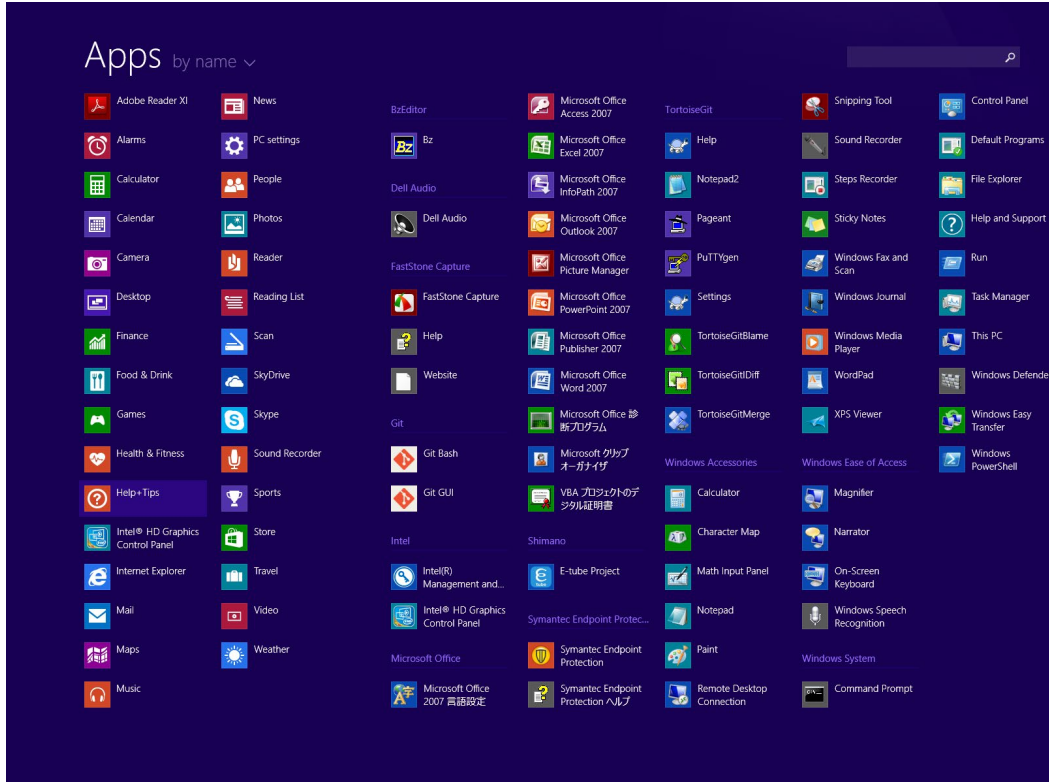 Apps by name
Adobe Reader XI
Alarms
Calculator
Calendar
Camera
Desktop
Finance
Food & Drink
Games
Health & Fitness
Help+Tips
Intel® HD Graphics
Control Panel
Internet Explorer
Mail
Maps
Music
News
PC settings
People
Photos
Reader
Reading List
Scan
SkyDrive
Skype
Sound Recorder
Sports
Store
Travel
Video
Weather
BzEditor
Bz
Dell Audio
Dell Audio
FastStone Capture
FastStone Capture
Help
Website
Git
Git Bash
Git GUI
Intel
Intel(R)
Management and...
Intel® HD Graphics
Control Panel
Microsoft Office
Microsoft Office
2007 言語設定
Microsoft Office
Access 2007
Microsoft Office
Excel 2007
Microsoft Office
InfoPath 2007
Microsoft Office
Outlook 2007
Microsoft Office
Picture Manager
Microsoft Office
PowerPoint 2007
Microsoft Office
Publisher 2007
Microsoft Office
Word 2007
Microsoft Office 診
断プログラム
Microsoft クリップ
オーガナイザ
VBA プロジェクトのデ
ジタル証明書
Shimano
E-tube Project
Symantec Endpoint Protec...
Symantec Endpoint
Protection
Symantec Endpoint
Protection ヘルプ
TortoiseGit
Help
Notepad2
Pageant
PuTTYgen
Settings
TortoiseGitBlame
TortoiseGitIDiff
TortoiseGitMerge
Windows Accessories
Calculator
Character Map
Math Input Panel
Notepad
Paint
Remote Desktop
Connection
Snipping Tool
Sound Recorder
Steps Recorder
Sticky Notes
Windows Fax and
Scan
Windows Journal
Windows Media
Player
WordPad
XPS Viewer
Windows Ease of Access
Magnifier
Narrator
On-Screen
Keyboard
Windows Speech
Recognition
Windows System
Command Prompt
Control Panel
Default Programs
File Explorer
Help and Support
Run
Task Manager
This PC
Windows Defende
Windows Easy
Transfer
Windows
PowerShell